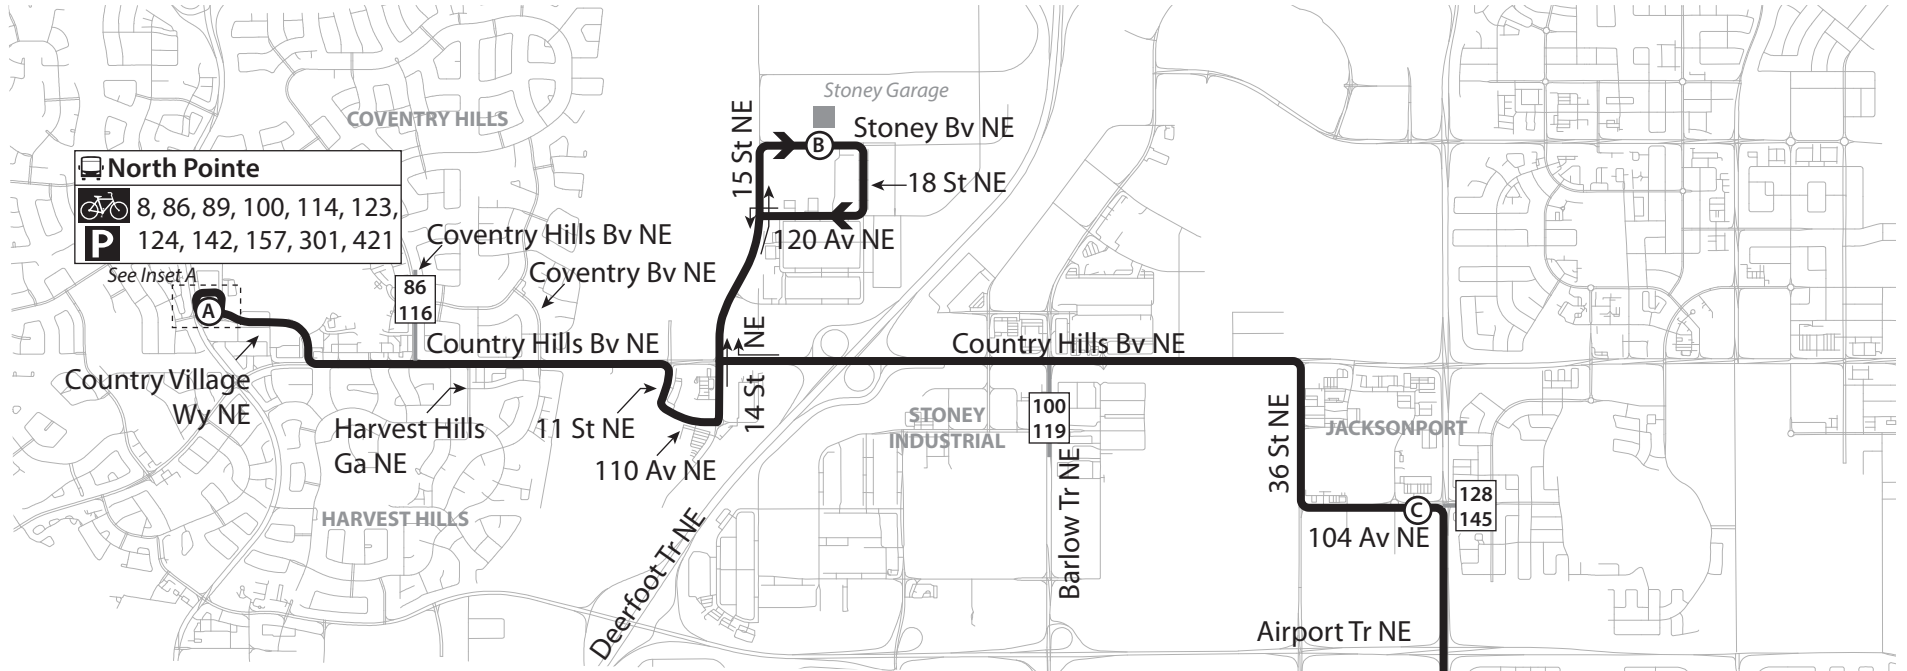 Stoney Garage
COVENTRY HILLS
15 St NE
B
Stoney Bv NE
North Pointe
18 St NE
8, 86, 89, 100, 114, 123,
P
124, 142, 157, 301, 421
Coventry Hills Bv NE
120 Av NE
See Inset A
Coventry Bv NE
86
116
A
Country Hills Bv NE
14 St NE
Country Hills Bv NE
Country Village
Wy NE
Harvest Hills
Ga NE
11 St NE
110 Av NE
STONEY
INDUSTRIAL
100
119
Barlow Tr NE
36 St NE
JACKSONPORT
HARVEST HILLS
Deerfoot Tr NE
C
128
145
104 Av NE
Airport Tr NE